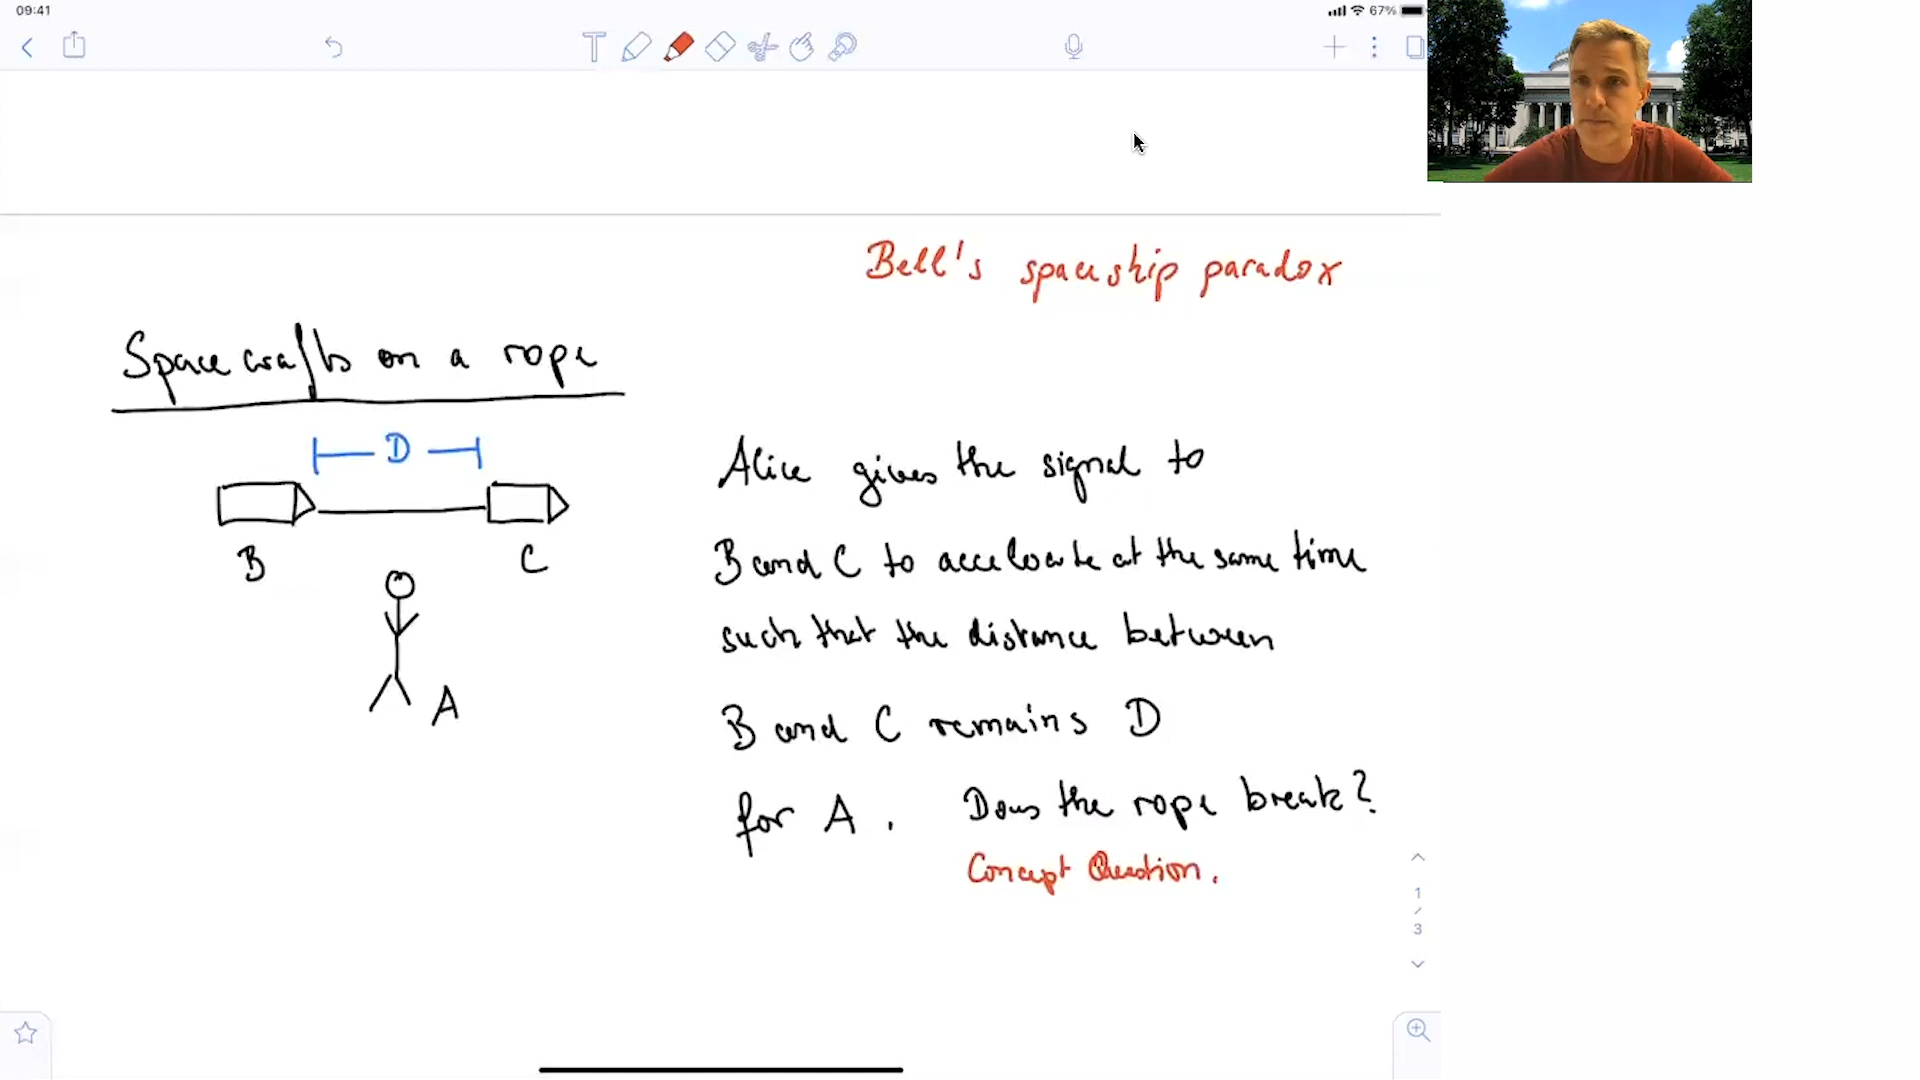 09:41
67%
T
Bell's spaceship paradox
Spacecrafts on a rope
D
B
C
A
Alice gives the signal to
B and C to accelerate at the same time
such that the distance between
B and C remains D
for A. Does the rope break?
Concept Question.
1
/
3